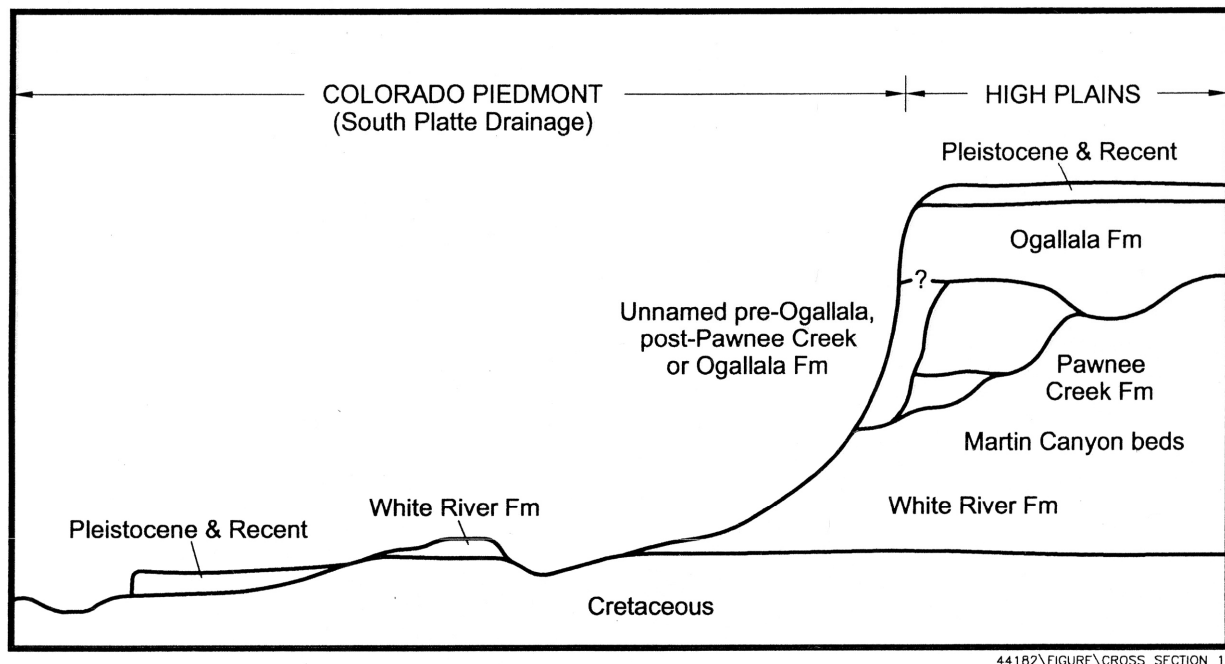 COLORADO PIEDMONT
(South Platte Drainage)
HIGH PLAINS
Pleistocene & Recent
Ogallala Fm
?
Unnamed pre-Ogallala,
post-Pawnee Creek
or Ogallala Fm
Pawnee
Creek Fm
Martin Canyon beds
White River Fm
White River Fm
Pleistocene & Recent
Cretaceous
44182\FIGURE\CROSS SECTION 1